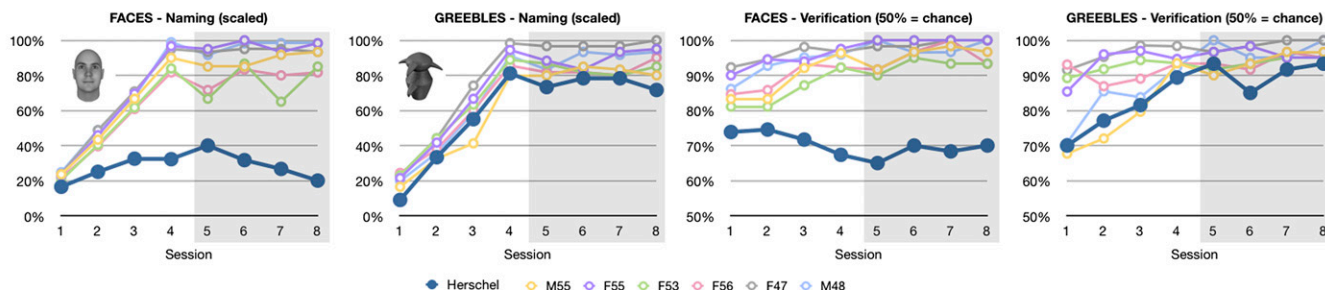 FACES - Naming (scaled)
100%
80%
60%
40%
20%
0%
1 2 3 4 5 6 7 8
Session
GREEBLES - Naming (scaled)
100%
80%
60%
40%
20%
0%
1 2 3 4 5 6 7 8
Session
FACES - Verification (50% = chance)
100%
90%
80%
70%
60%
50%
1 2 3 4 5 6 7 8
Session
GREEBLES - Verification (50% = chance)
100%
90%
80%
70%
60%
50%
1 2 3 4 5 6 7 8
Session
Herschel M55 F55 F53 F56 F47 M48